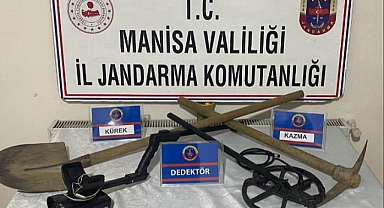 T.C.
MANİSA VALİLİĞİ
İL JANDARMA KOMUTANLIĞI
KÜREK
KAZMA
DEDEKTÖR